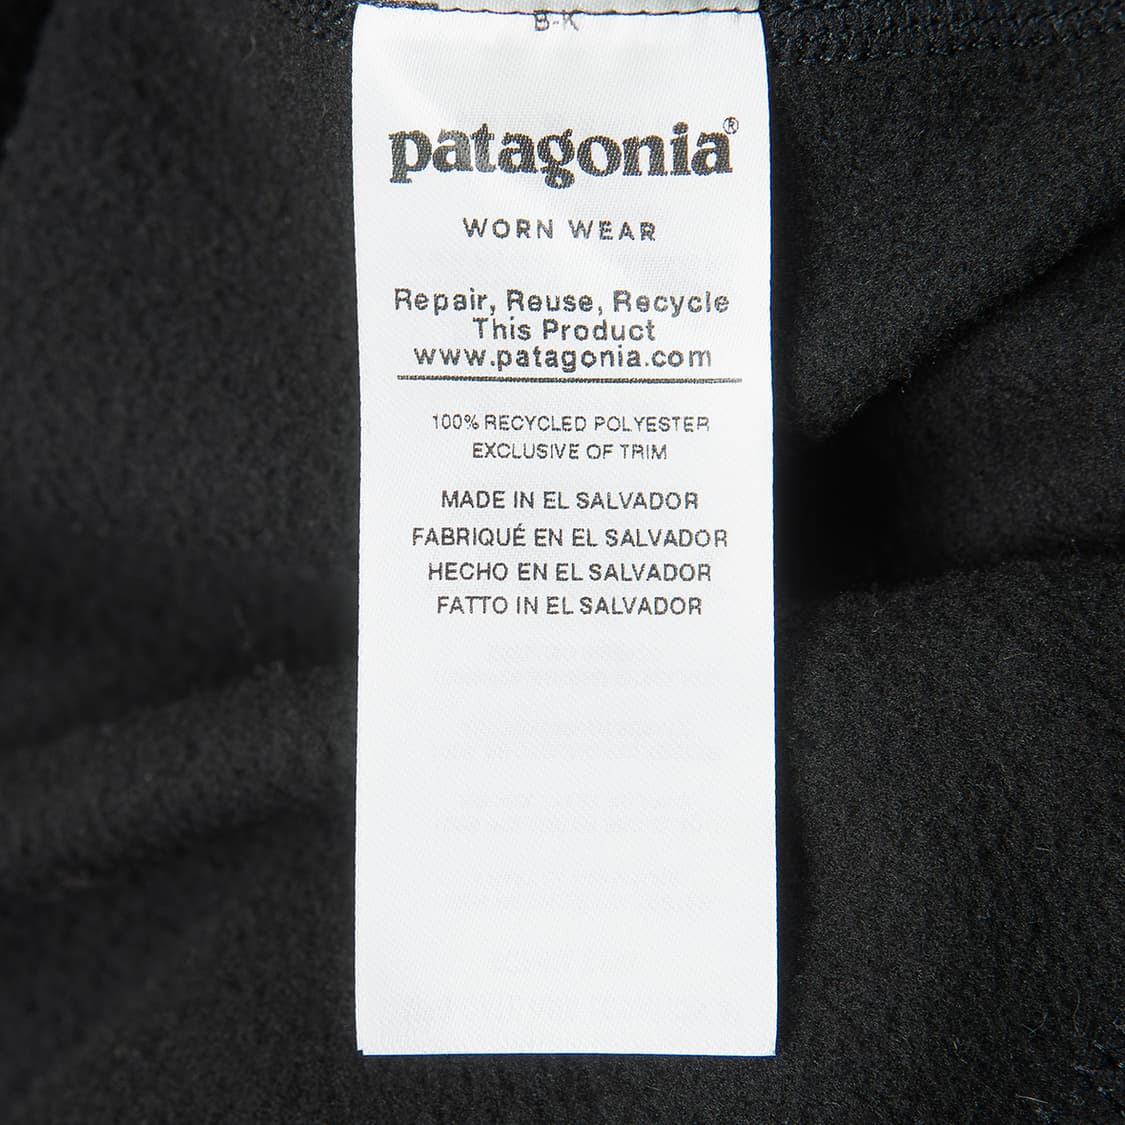 B-K
patagonia®
WORN WEAR
Repair, Reuse, Recycle
This Product
www.patagonia.com
100% RECYCLED POLYESTER
EXCLUSIVE OF TRIM
MADE IN EL SALVADOR
FABRIQUÉ EN EL SALVADOR
HECHO EN EL SALVADOR
FATTO IN EL SALVADOR